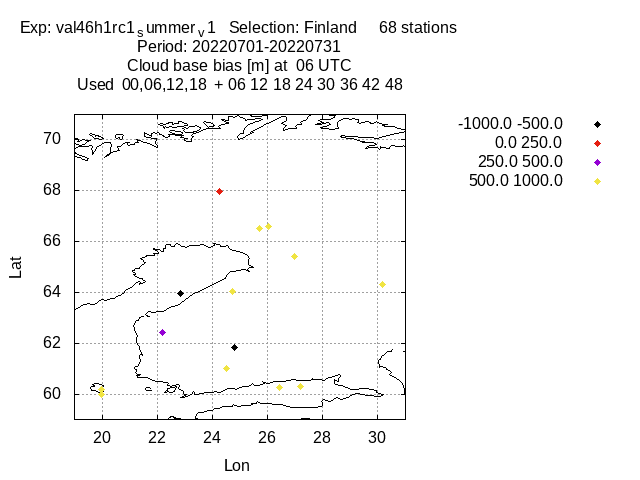 Exp: val46h1rc1summerv1 Selection: Finland 68 stations
Period: 20220701-20220731
Cloud base bias [m] at 06 UTC
Used 00,06,12,18 + 06 12 18 24 30 36 42 48
-1000.0 -500.0
0.0 250.0
250.0 500.0
500.0 1000.0
70
68
66
64
62
60
Lat
20 22 24 26 28 30
Lon